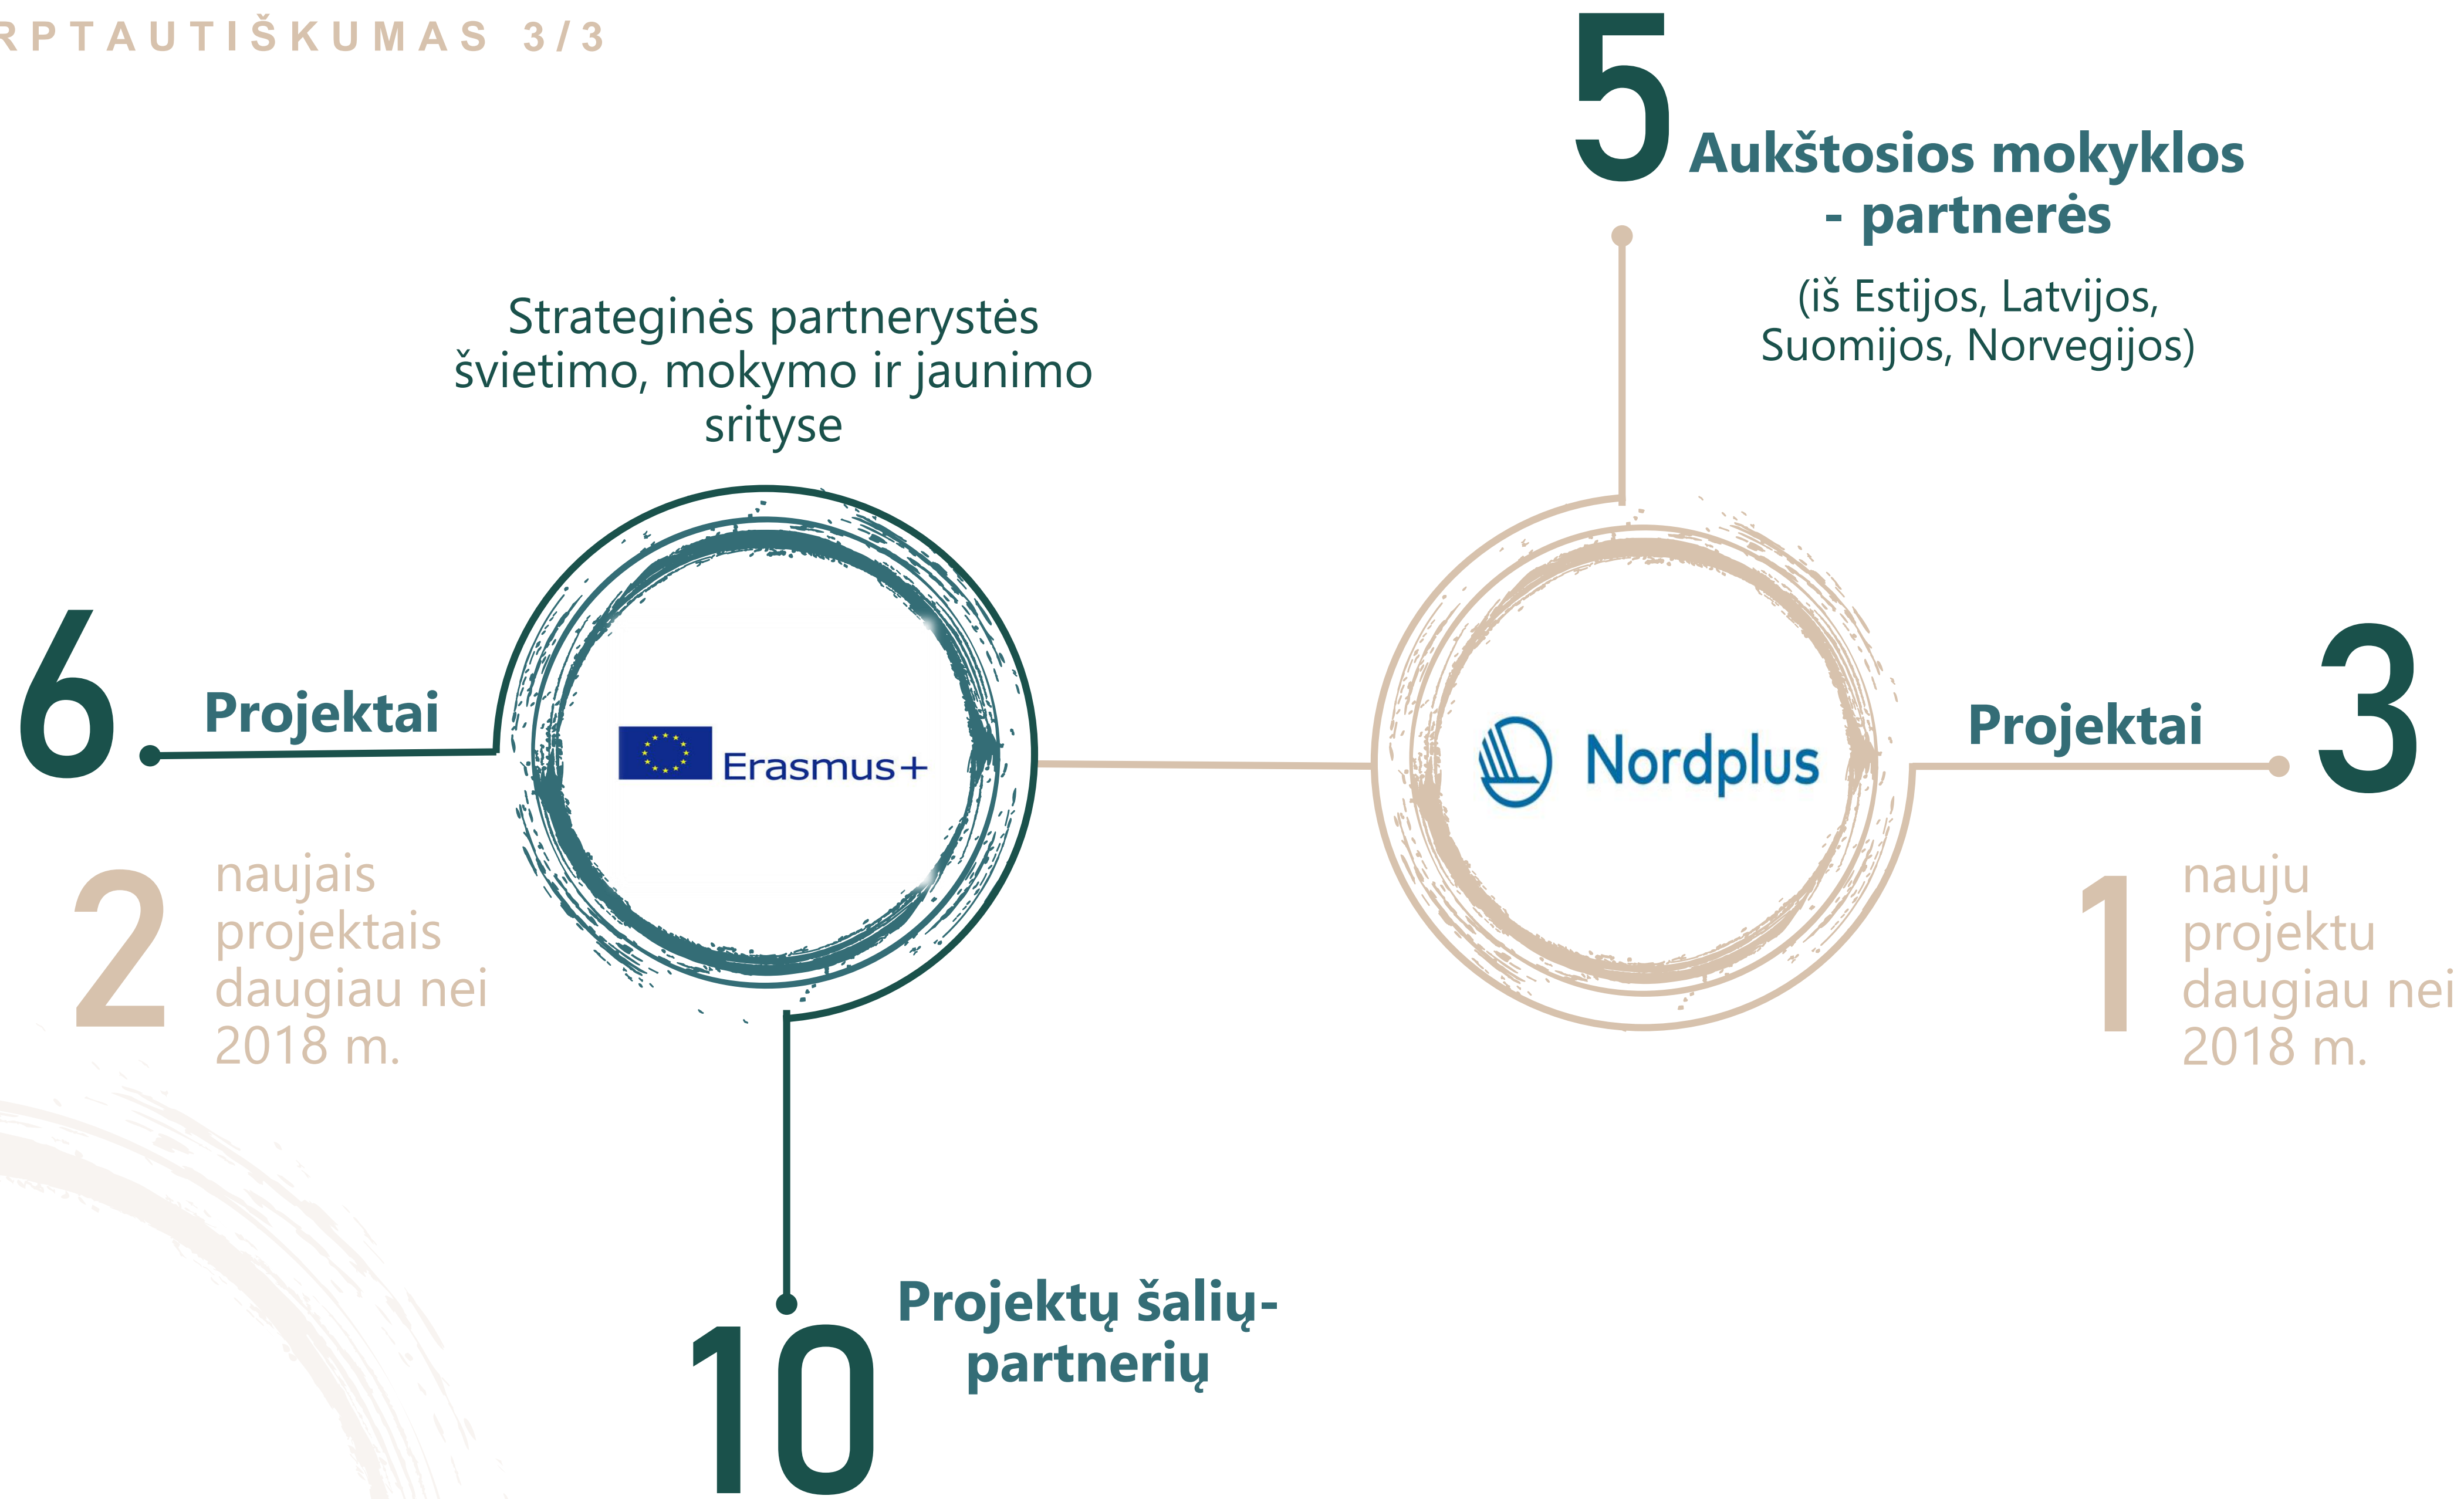 RPTAUTIŠKUMAS 3/3
5
Aukštosios mokyklos
- partnerės
(iš Estijos, Latvijos,
Suomijos, Norvegijos)
Strateginės partnerystės
švietimo, mokymo ir jaunimo
srityse
6
Projektai
Erasmus+
Nordplus
Projektai
3
2
naujais
projektais
daugiau nei
2018 m.
1
nauju
projektu
daugiau nei
2018 m.
10
Projektų šalių-
partnerių